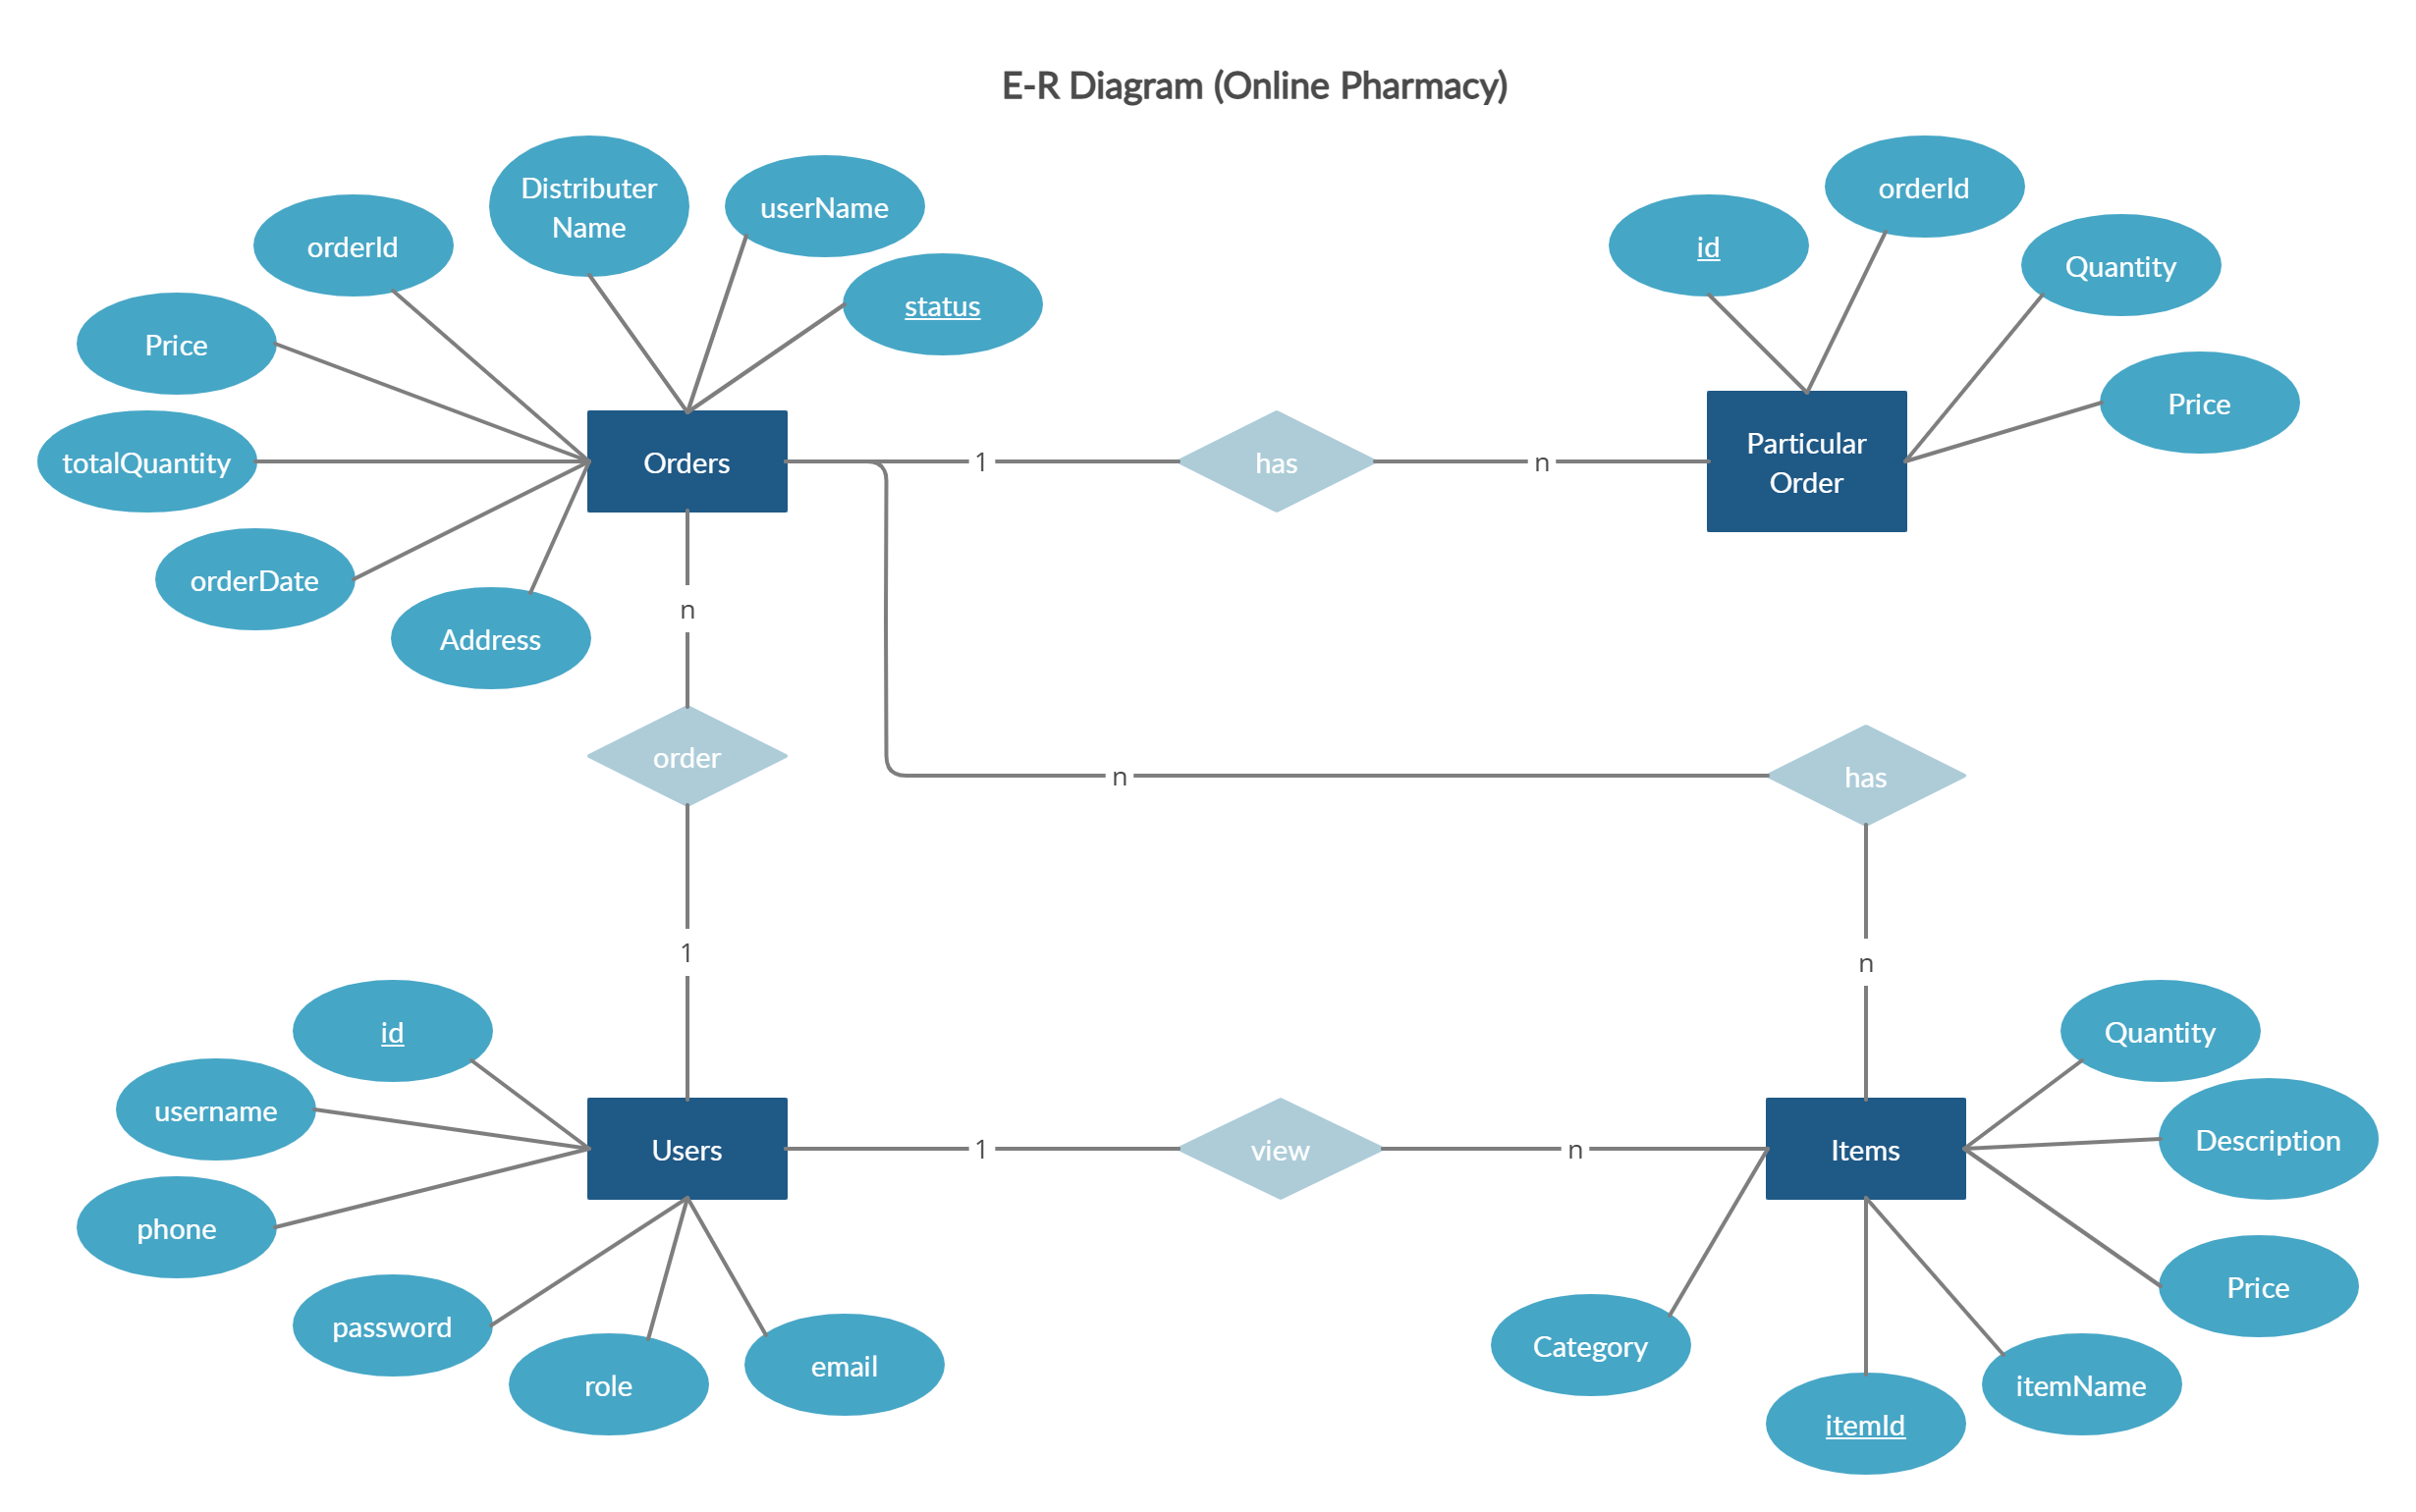 E-R Diagram (Online Pharmacy)
Distributer
Name
userName
orderId
status
Price
totalQuantity
Orders
orderDate
Address
1
has
n
id
orderId
Quantity
Price
Particular
Order
n
order
1
n
has
n
id
username
phone
Users
password
role
email
1
view
n
Items
Quantity
Description
Price
itemName
itemId
Category